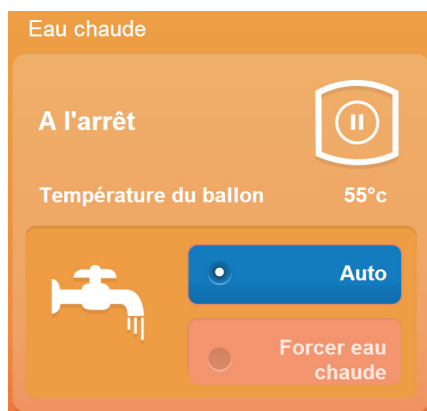 Eau chaude
A l'arrêt
Température du ballon 55°c
Auto
Forcer eau
chaude